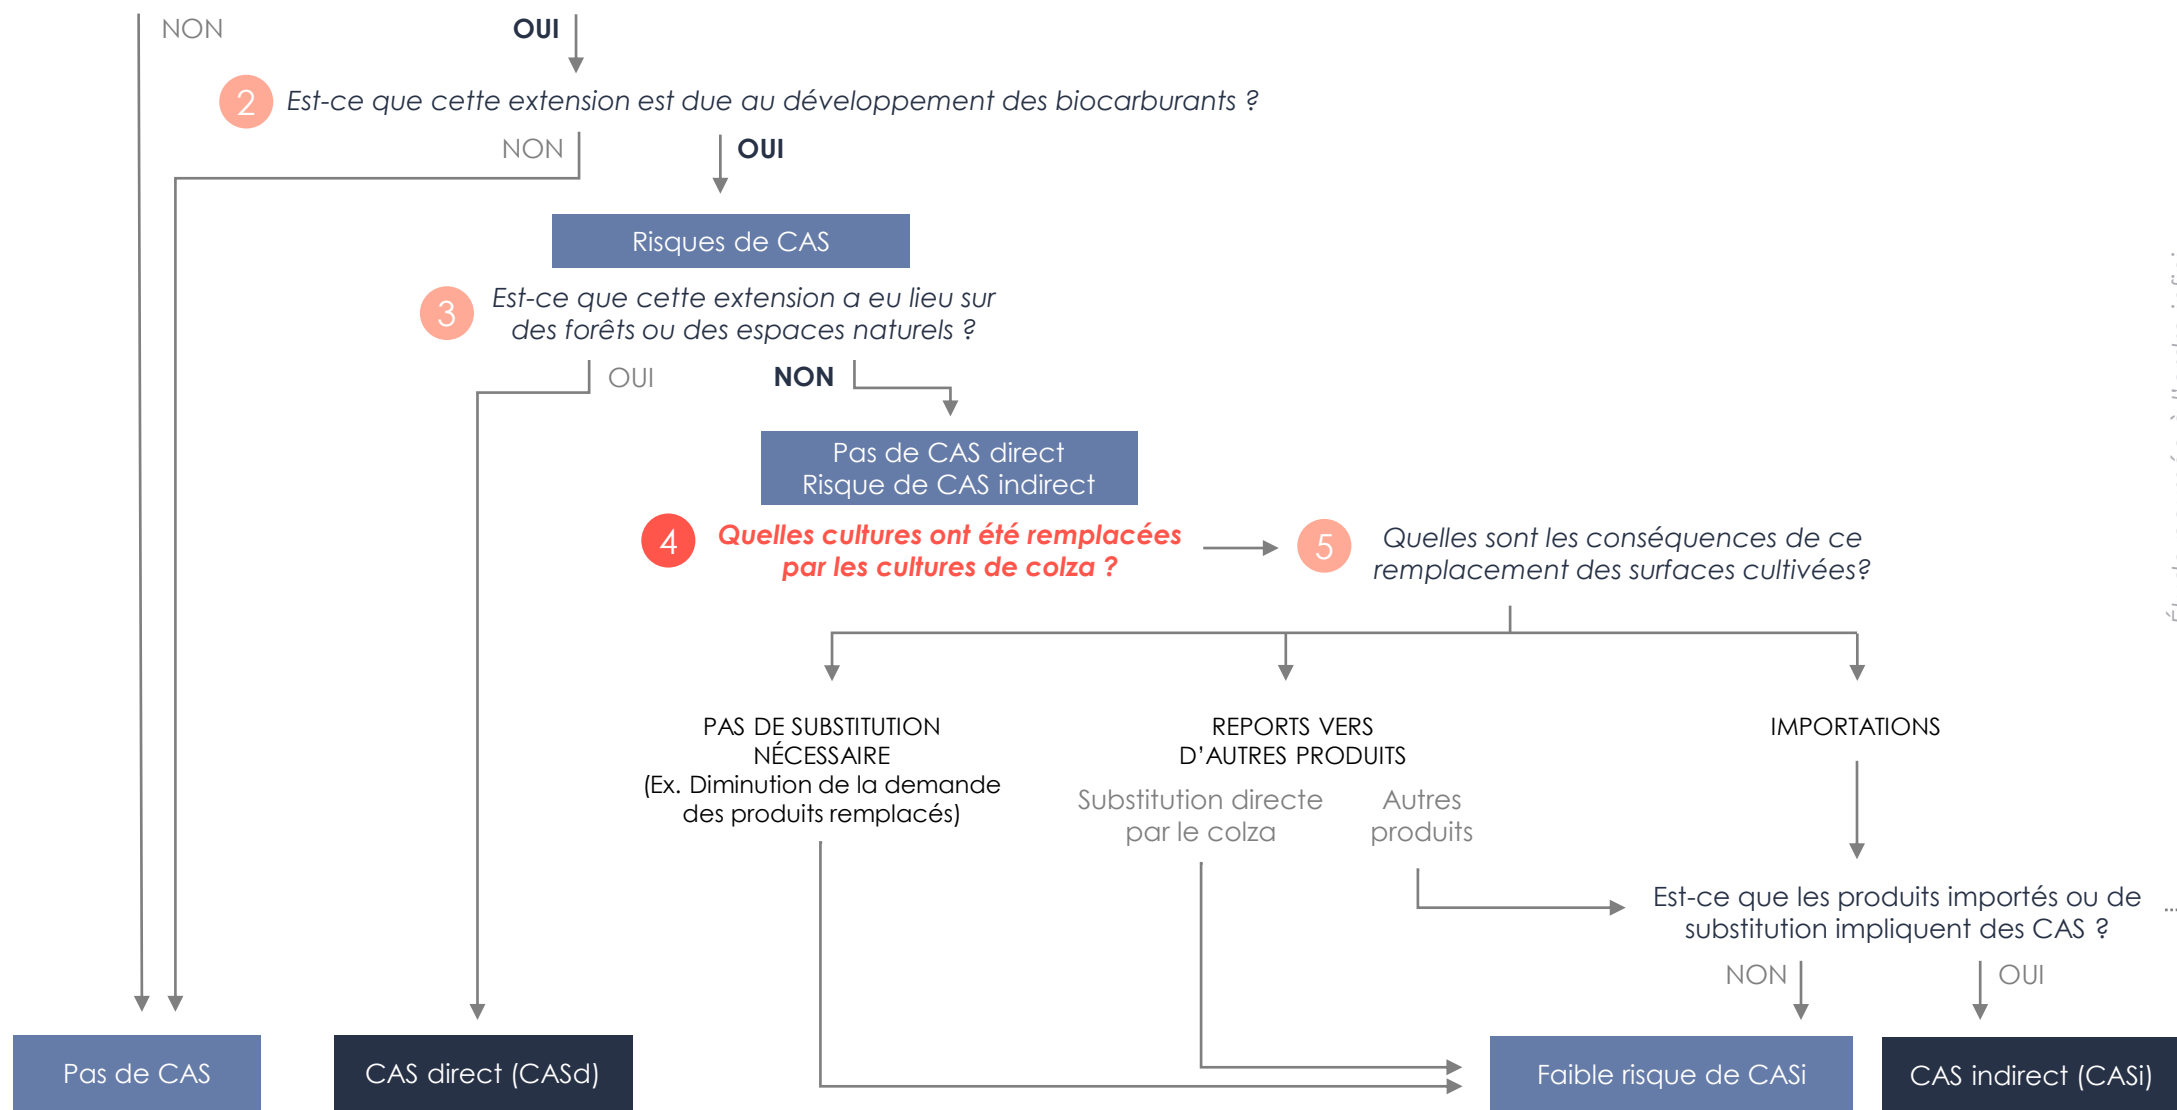 NON
OUI
2
Est-ce que cette extension est due au développement des biocarburants ?
NON
OUI
Risques de CAS
3
Est-ce que cette extension a eu lieu sur
des forêts ou des espaces naturels ?
OUI
NON
Pas de CAS direct
Risque de CAS indirect
4
Quelles cultures ont été remplacées
par les cultures de colza ?
5
Quelles sont les conséquences de ce
remplacement des surfaces cultivées?
PAS DE SUBSTITUTION
NÉCESSAIRE
(Ex. Diminution de la demande
des produits remplacés)
REPORTS VERS
D'AUTRES PRODUITS
Substitution directe
par le colza
Autres
produits
IMPORTATIONS
Est-ce que les produits importés ou de
substitution impliquent des CAS ?
NON
OUI
Pas de CAS
CAS direct (CASd)
Faible risque de CASi
CAS indirect (CASi)